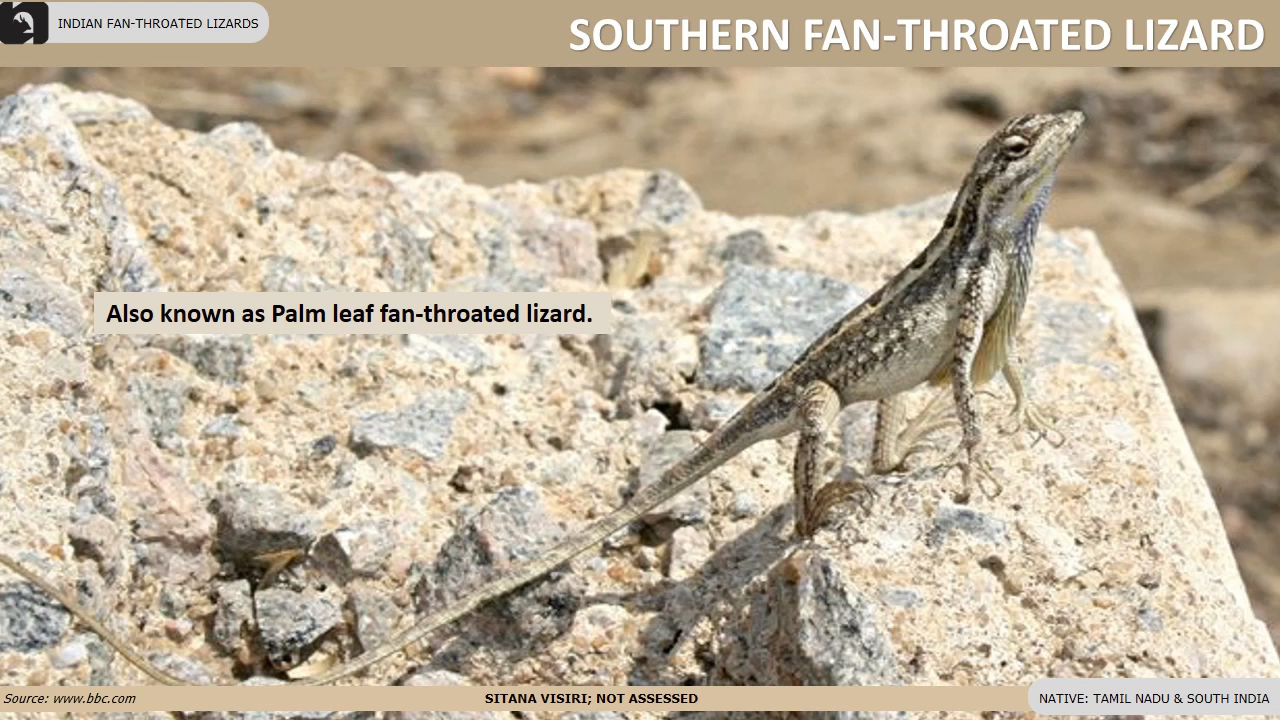 INDIAN FAN-THROATED LIZARDS
SOUTHERN FAN-THROATED LIZARD
Also known as Palm leaf fan-throated lizard.
Source: www.bbc.com
SITANA VISIRI; NOT ASSESSED
NATIVE: TAMIL NADU & SOUTH INDIA